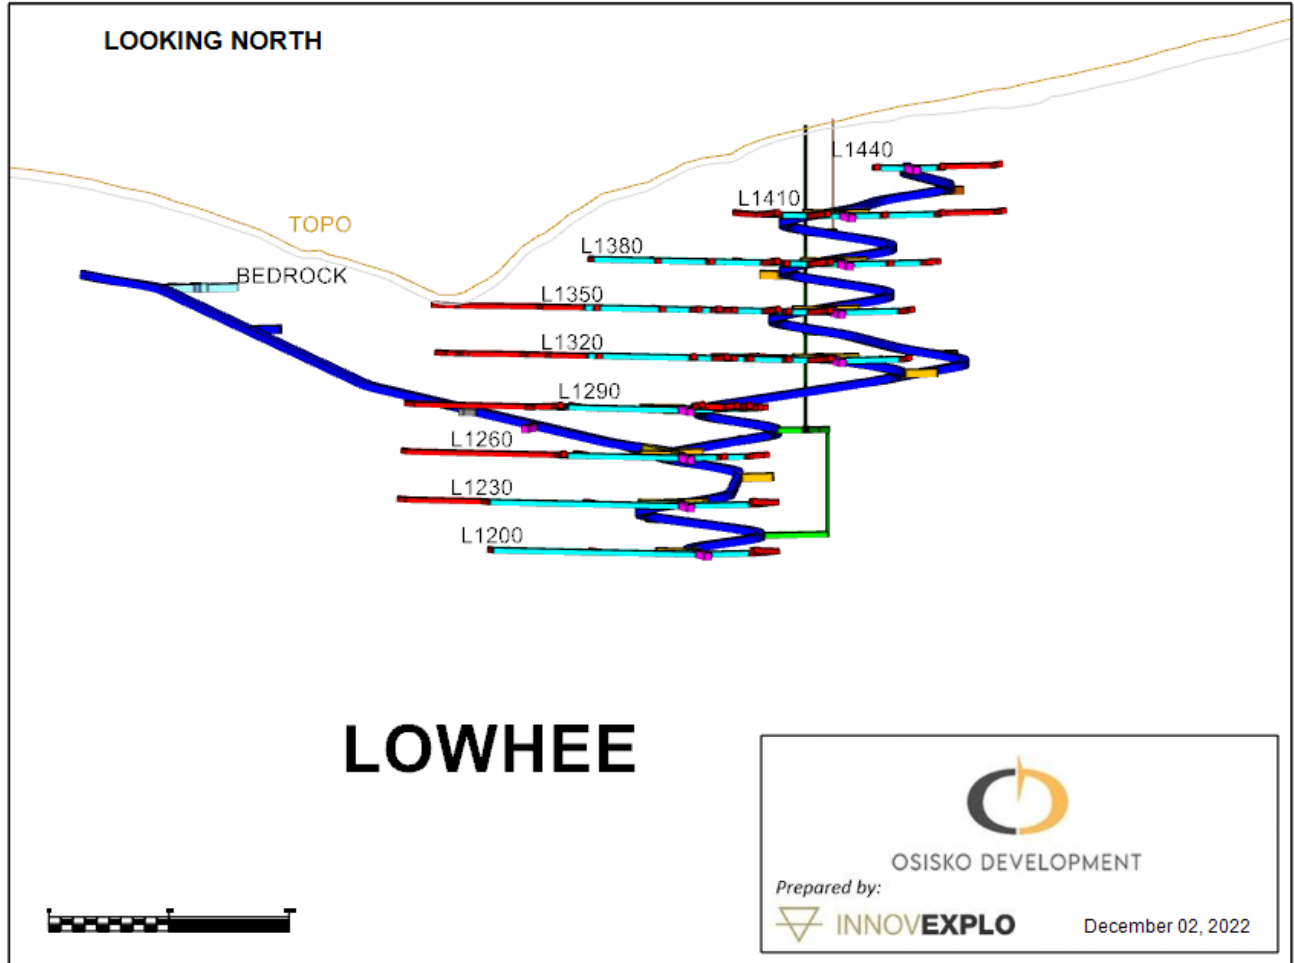 LOOKING NORTH
L1440
L1410
TOPO
L1380
BEDROCK
L1350
L1320
L1290
L1260
L1230
L1200
LOWHEE
OSISKO DEVELOPMENT
Prepared by:
INNOVEXPLO
December 02, 2022